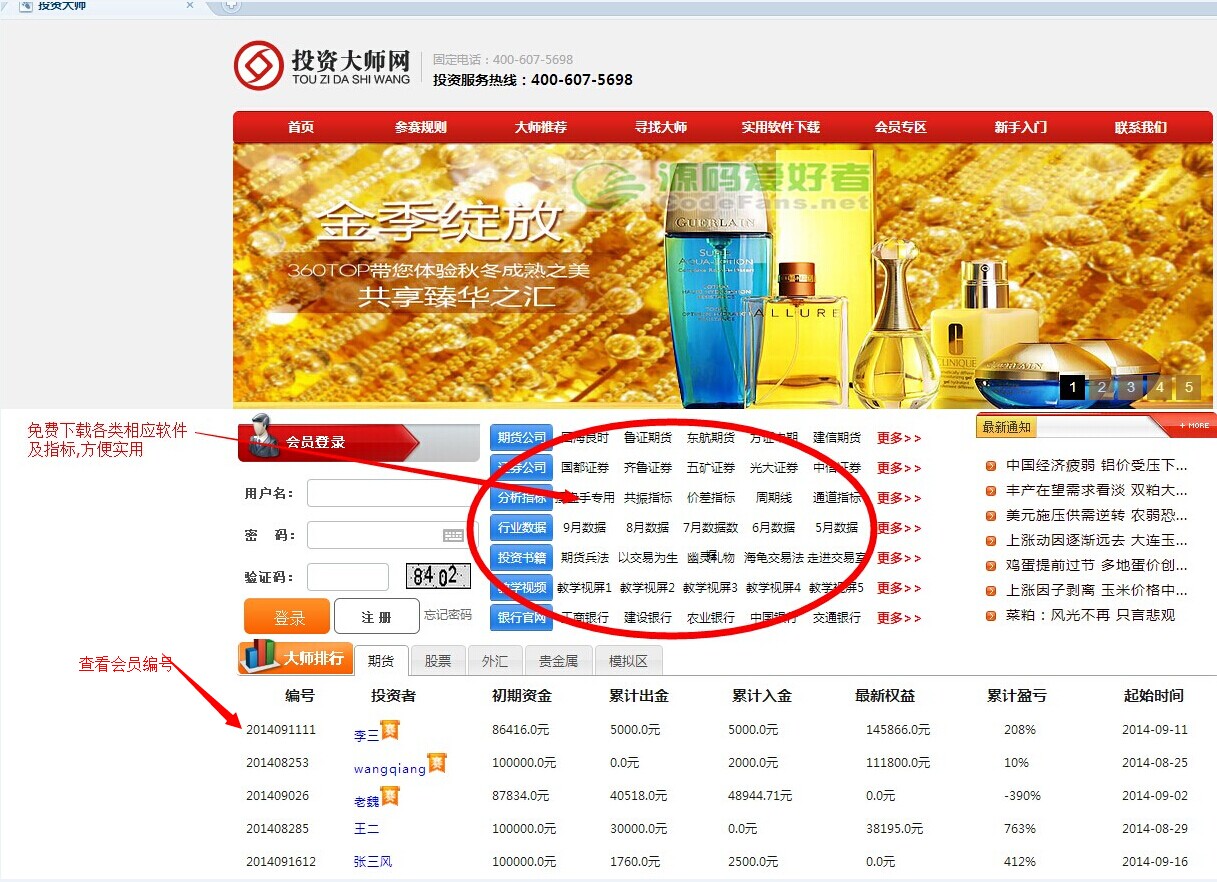 投资大师
投资大师网
TOU ZI DA SHI WANG
固定电话：400-607-5698
投资服务热线：400-607-5698
首页 参赛规则 大师推荐 寻找大师 实用软件下载 会员专区 新手入门 联系我们
源码爱好者
CodeFans.net
金季绽放
360TOP带您体验秋冬成熟之美
共享臻华之汇
GUERLAIN
ALLURE
CLINIQUE
GUERLAIN
1 2 3 4 5
免费下载各类相应软件
及指标,方便实用
会员登录
用户名：
密 码：
验证码：
8402
登录 注 册 忘记密码
期货公司 鲁证期货 东航期货 建信期货 更多>>
证券公司 国都证券 齐鲁证券 五矿证券 光大证券 中信证券 更多>>
分析指标 手专用 共振指标 价差指标 周期线 通道指标 更多>>
行业数据 9月数据 8月数据 7月数据数 6月数据 5月数据 更多>>
投资书籍 期货兵法 以交易为生 幽灵礼物 海龟交易法 走进交易室 更多>>
教学视频 教学视屏1 教学视屏2 教学视屏3 教学视屏4 教学视屏5 更多>>
银行官网 工商银行 建设银行 农业银行 中国银行 交通银行 更多>>
最新通知 + MORE
中国经济疲弱 铝价受压下...
丰产在望需求看淡 双粕大...
美元施压供需逆转 农弱恐...
上涨动因逐渐远去 大连玉...
鸡蛋提前过节 多地蛋价创...
上涨因子剥离 玉米价格中...
菜粕：风光不再 只言悲观
查看会员编号
大师排行 期货 股票 外汇 贵金属 模拟区
编号 投资者 初期资金 累计出金 累计入金 最新权益 累计盈亏 起始时间
2014091111 李三 赛 86416.0元 5000.0元 5000.0元 145866.0元 208% 2014-09-11
201408253 wangqiang 赛 100000.0元 0.0元 2000.0元 111800.0元 10% 2014-08-25
201409026 老魏 赛 87834.0元 40518.0元 48944.71元 0.0元 -390% 2014-09-02
201408285 王二 100000.0元 30000.0元 0.0元 38195.0元 763% 2014-08-29
2014091612 张三风 100000.0元 1760.0元 2500.0元 0.0元 412% 2014-09-16